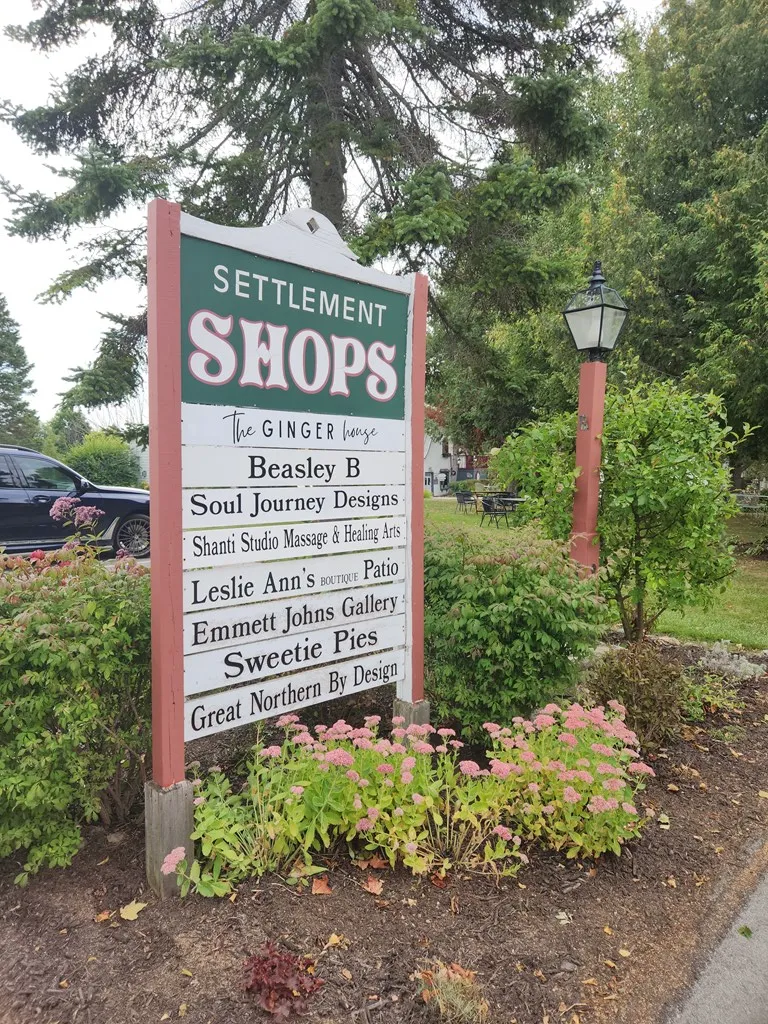 SETTLEMENT
SHOPS
The GINGER house
Beasley B
Soul Journey Designs
Shanti Studio Massage & Healing Arts
Leslie Ann's BOUTIQUE Patio
Emmett Johns Gallery
Sweetie Pies
Great Northern By Design